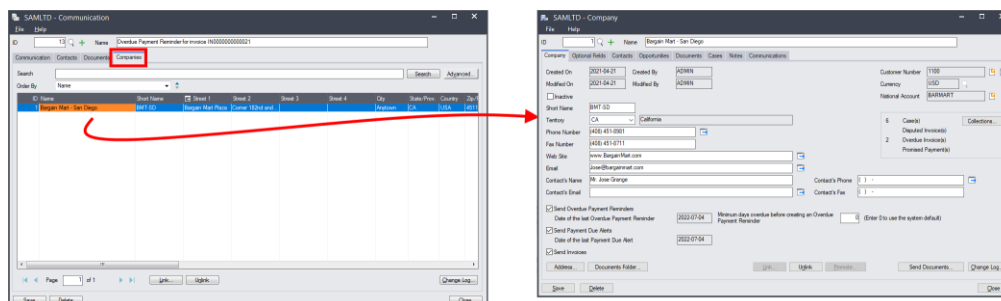 SAMLTD - Communication
File Help
ID 13 Name Overdue Payment Reminder for invoice IN0000000000021
Communication Contacts Documents Companies
Search Search Advanced...
Order By Name
ID Name Short Name Street 1 Street 2 Street 3 Street 4 City State/Prov. Country Zip/
1 Bargain Mart - San Diego BMT-SD Bargain Mart Plaza Corner 182nd and... Anytown CA USA
Page 1 of 1 Link... Unlink Change Log...
Save Delete Close
SAMLTD - Company
File Help
ID 1 Name Bargain Mart - San Diego
Company Optional Fields Contacts Opportunities Documents Cases Notes Communications
Created On 2021-04-21 Created By ADMIN Customer Number 1100
Modified On 2021-04-21 Modified By ADMIN Currency USD
Inactive National Account BARMART
Short Name BMT-SD
Territory CA California 6 Case(s) Collections...
Phone Number (408) 451-8981 Disputed Invoice(s)
Fax Number (408) 451-8711 2 Overdue Invoice(s)
Web Site www.BargainMart.com Promised Payment(s)
Email Jose@bargainmart.com
Contact's Name Mr. Jose Grange Contact's Phone ( ) -
Contact's Email Contact's Fax ( ) -
Send Overdue Payment Reminders
Date of the last Overdue Payment Reminder 2022-07-04 Minimum days overdue before creating an Overdue Payment Reminder 0 (Enter 0 to use the system default)
Send Payment Due Alerts
Date of the last Payment Due Alert 2022-07-04
Send Invoices
Address... Documents Folder... Link... Unlink Send Documents... Change Log...
Save Delete Close